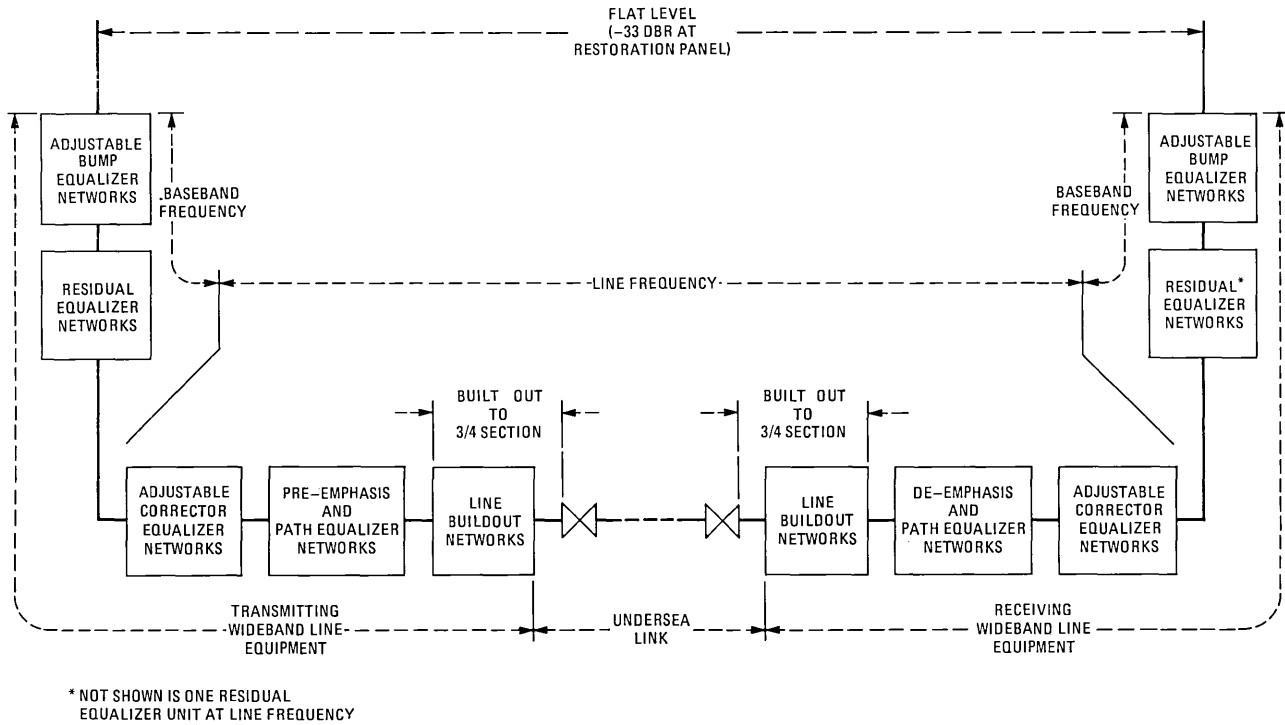 FLAT LEVEL
(-33 DBR AT
RESTORATION PANEL)
ADJUSTABLE
BUMP
EQUALIZER
NETWORKS
BASEBAND
FREQUENCY
RESIDUAL
EQUALIZER
NETWORKS
LINE FREQUENCY
BASEBAND
FREQUENCY
ADJUSTABLE
BUMP
EQUALIZER
NETWORKS
RESIDUAL*
EQUALIZER
NETWORKS
BUILT OUT
TO
3/4 SECTION
BUILT OUT
TO
3/4 SECTION
ADJUSTABLE
CORRECTOR
EQUALIZER
NETWORKS
PRE-EMPHASIS
AND
PATH EQUALIZER
NETWORKS
LINE
BUILDOUT
NETWORKS
LINE
BUILDOUT
NETWORKS
DE-EMPHASIS
AND
PATH EQUALIZER
NETWORKS
ADJUSTABLE
CORRECTOR
EQUALIZER
NETWORKS
TRANSMITTING
WIDEBAND LINE
EQUIPMENT
UNDERSEA
LINK
RECEIVING
WIDEBAND LINE
EQUIPMENT
* NOT SHOWN IS ONE RESIDUAL
EQUALIZER UNIT AT LINE FREQUENCY